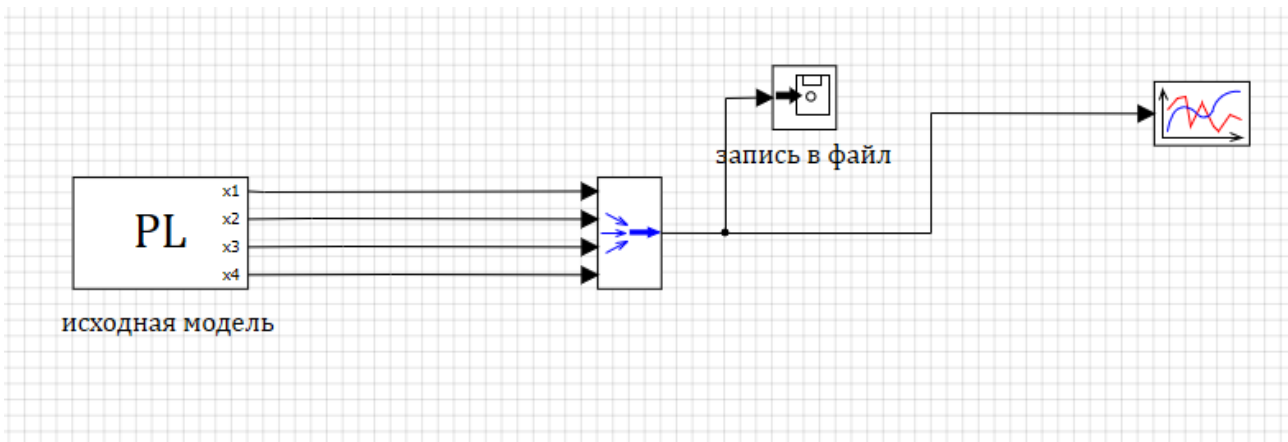 запись в файл
PL
x1
x2
x3
x4
исходная модель